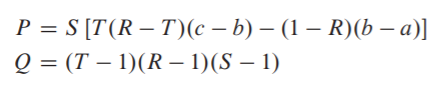 P = S [T(R − T)(c − b) − (1 − R)(b − a)]
Q = (T − 1)(R − 1)(S − 1)